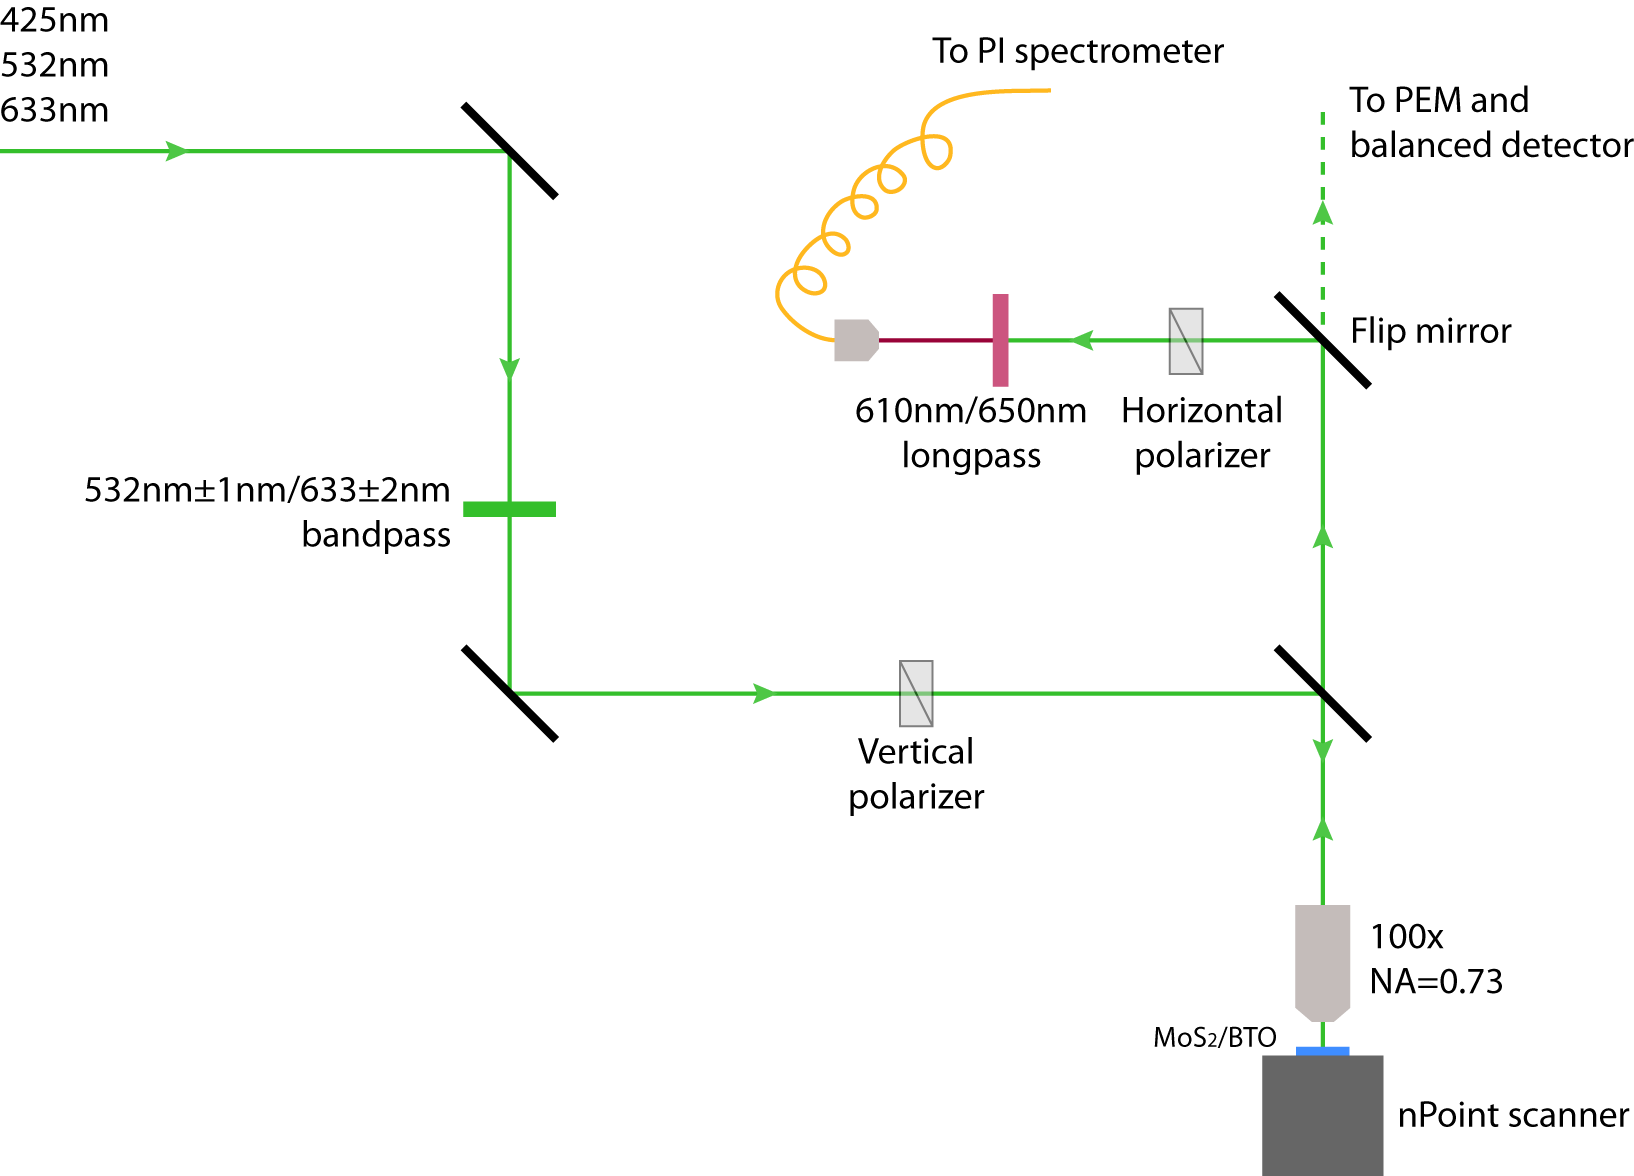 425nm
532nm
633nm
To PI spectrometer
To PEM and
balanced detector
Flip mirror
610nm/650nm
longpass
Horizontal
polarizer
532nm±1nm/633±2nm
bandpass
Vertical
polarizer
100x
NA=0.73
MoS2/BTO
nPoint scanner